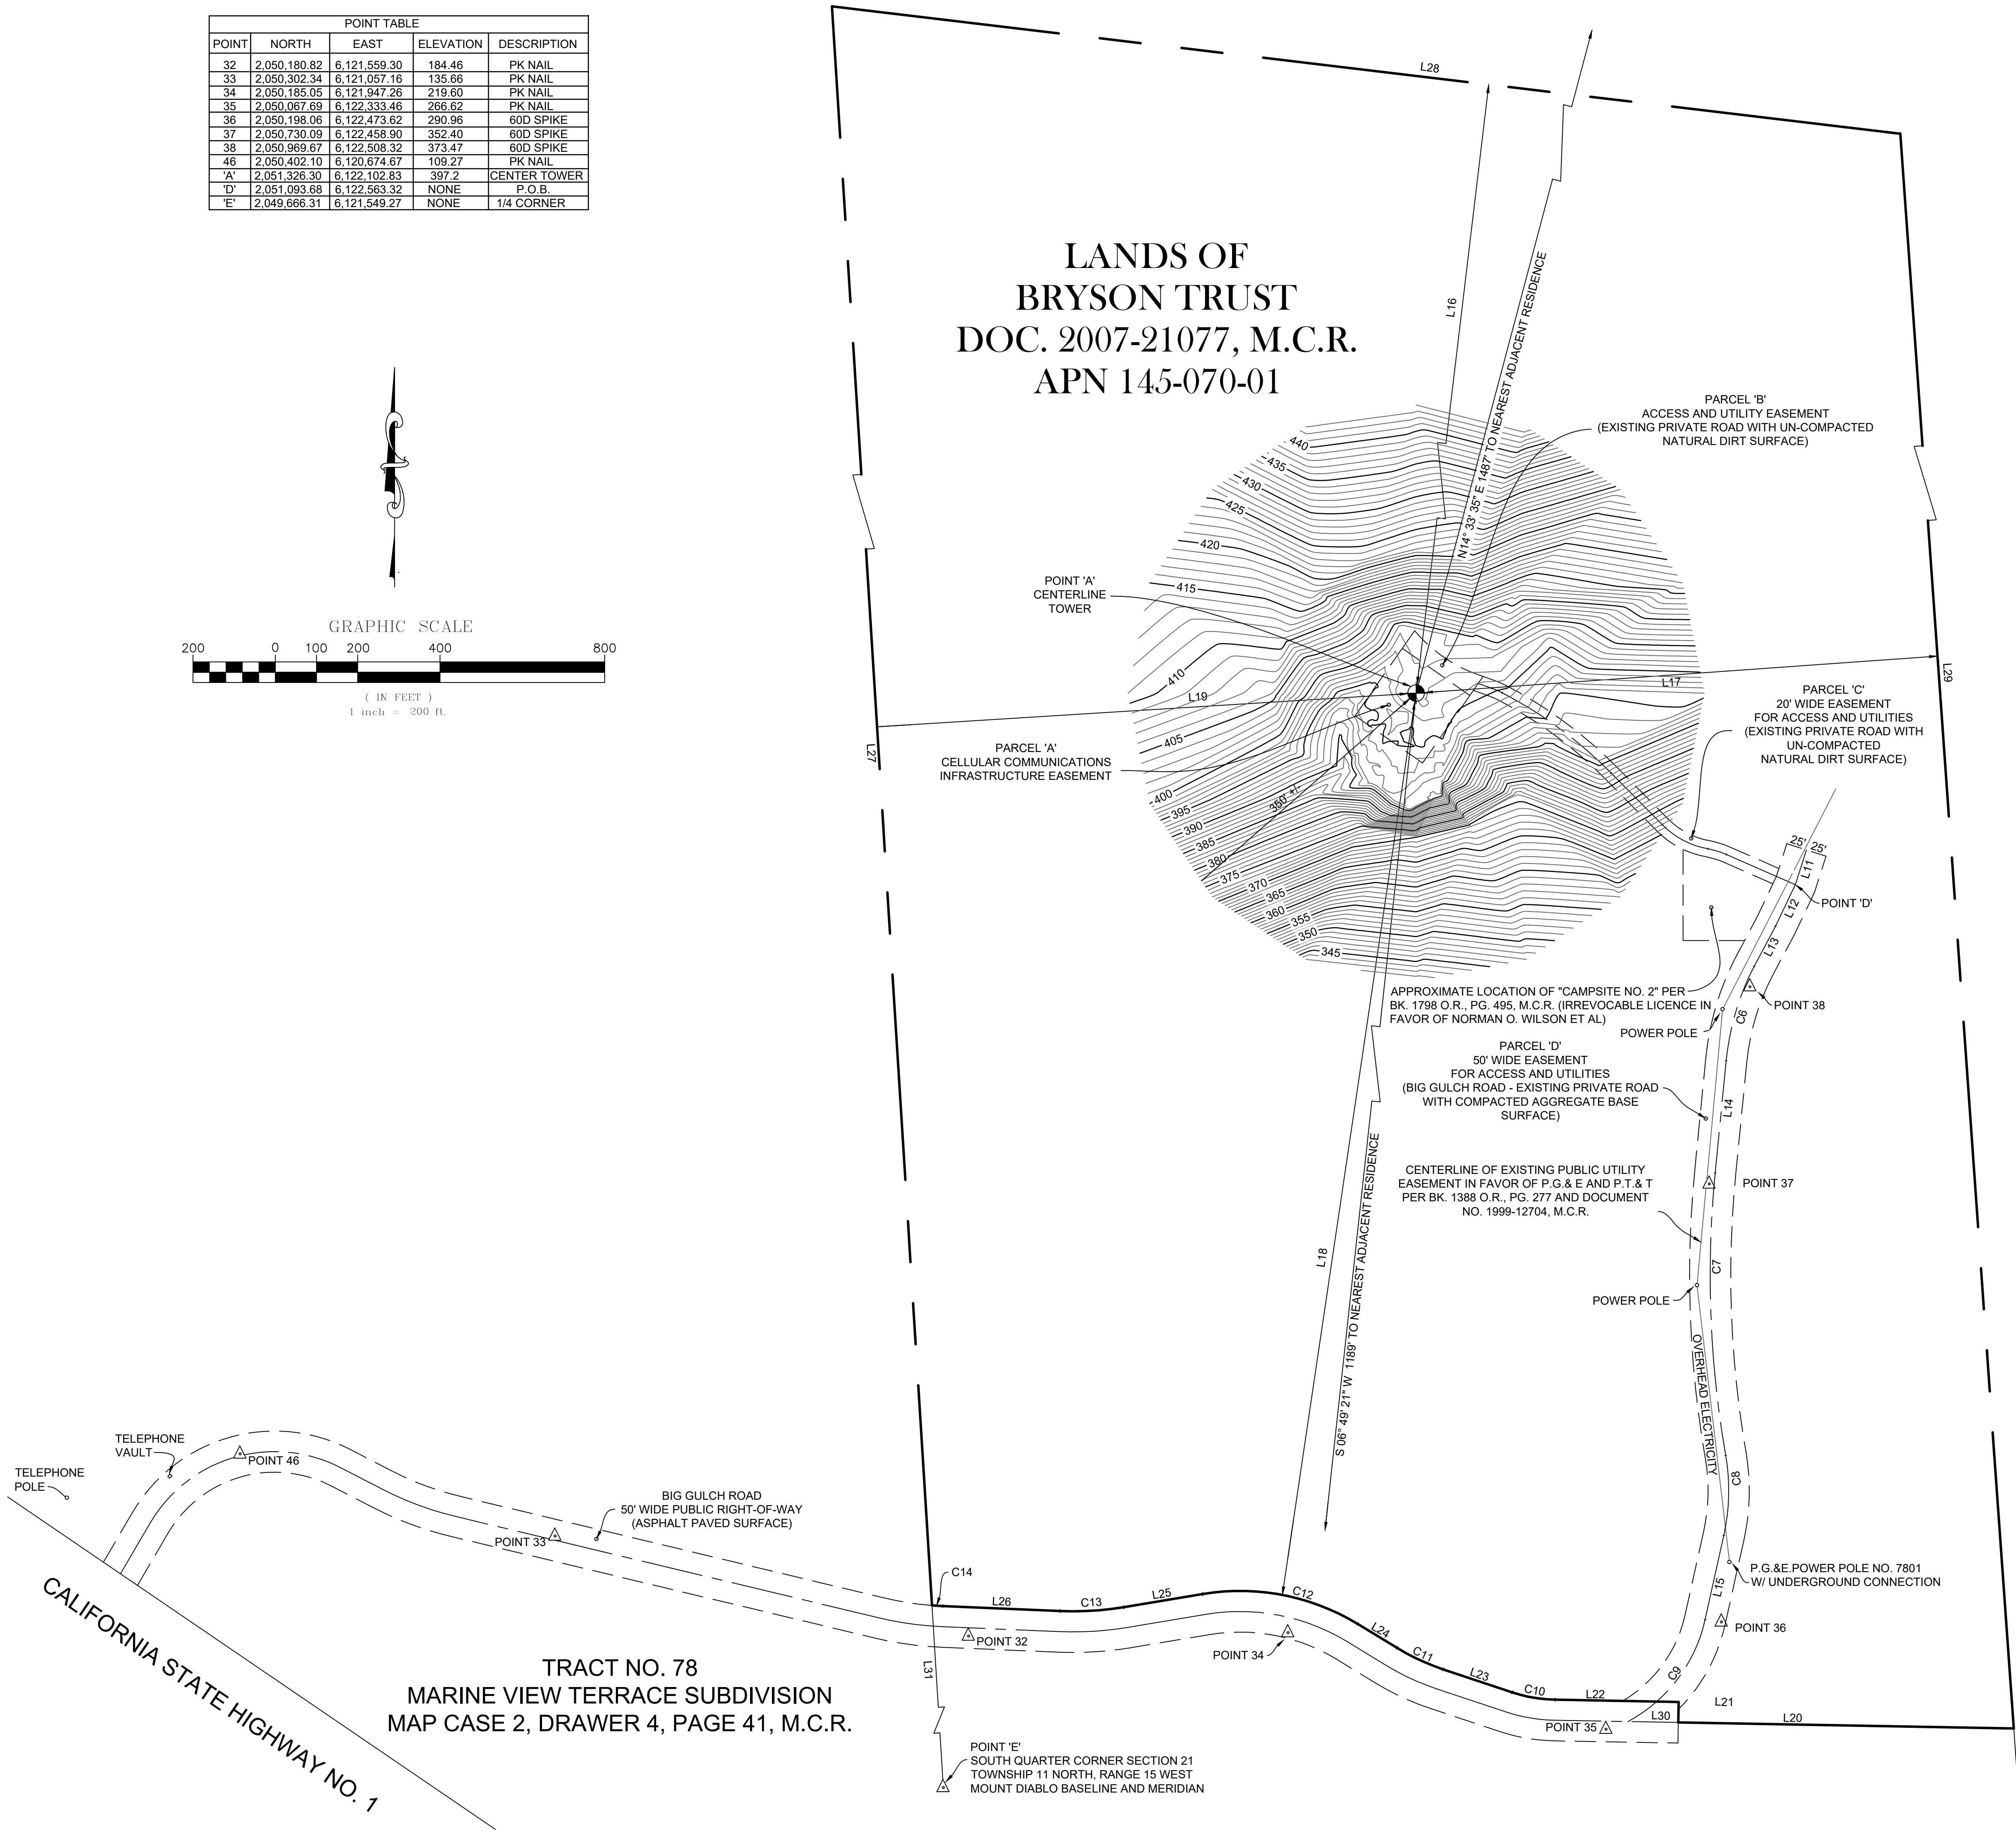 POINT TABLE
POINT NORTH EAST ELEVATION DESCRIPTION
32 2,050,180.82 6,121,559.30 184.46 PK NAIL
33 2,050,302.34 6,121,057.16 135.66 PK NAIL
34 2,050,185.05 6,121,947.26 219.60 PK NAIL
35 2,050,067.69 6,122,333.46 266.62 PK NAIL
36 2,050,198.06 6,122,473.62 290.96 60D SPIKE
37 2,050,730.09 6,122,458.90 352.40 60D SPIKE
38 2,050,969.67 6,122,508.32 373.47 60D SPIKE
46 2,050,402.10 6,120,674.67 109.27 PK NAIL
'A' 2,051,326.30 6,122,102.83 397.2 CENTER TOWER
'D' 2,051,093.68 6,122,563.32 NONE P.O.B.
'E' 2,049,666.31 6,121,549.27 NONE 1/4 CORNER
GRAPHIC SCALE
200 0 100 200 400 800
( IN FEET )
1 inch = 200 ft.
L28
L16
N14° 33' 35" E 1487' TO NEAREST ADJACENT RESIDENCE
LANDS OF
BRYSON TRUST
DOC. 2007-21077, M.C.R.
APN 145-070-01
PARCEL 'B'
ACCESS AND UTILITY EASEMENT
(EXISTING PRIVATE ROAD WITH UN-COMPACTED
NATURAL DIRT SURFACE)
440
435
430
425
420
415
410
405
400
395
390
385
380
375
370
365
360
355
350
345
POINT 'A'
CENTERLINE
TOWER
L19
L17
L29
L27
350' +/-
PARCEL 'A'
CELLULAR COMMUNICATIONS
INFRASTRUCTURE EASEMENT
PARCEL 'C'
20' WIDE EASEMENT
FOR ACCESS AND UTILITIES
(EXISTING PRIVATE ROAD WITH
UN-COMPACTED
NATURAL DIRT SURFACE)
25' 25'
L11
L12
L13
POINT 'D'
APPROXIMATE LOCATION OF "CAMPSITE NO. 2" PER
BK. 1798 O.R., PG. 495, M.C.R. (IRREVOCABLE LICENCE IN
FAVOR OF NORMAN O. WILSON ET AL)
POINT 38
POWER POLE
C6
PARCEL 'D'
50' WIDE EASEMENT
FOR ACCESS AND UTILITIES
(BIG GULCH ROAD - EXISTING PRIVATE ROAD
WITH COMPACTED AGGREGATE BASE
SURFACE)
L14
CENTERLINE OF EXISTING PUBLIC UTILITY
EASEMENT IN FAVOR OF P.G.& E AND P.T.& T
PER BK. 1388 O.R., PG. 277 AND DOCUMENT
NO. 1999-12704, M.C.R.
POINT 37
L18
S 06° 49' 21" W 1189' TO NEAREST ADJACENT RESIDENCE
C7
POWER POLE
OVERHEAD ELECTRICITY
C8
P.G.&E.POWER POLE NO. 7801
W/ UNDERGROUND CONNECTION
L15
POINT 36
C9
TELEPHONE
VAULT
TELEPHONE
POLE
POINT 46
BIG GULCH ROAD
50' WIDE PUBLIC RIGHT-OF-WAY
(ASPHALT PAVED SURFACE)
POINT 33
C14
L26
C13
L25
C12
L24
C11
L23
C10
L22
L21
L30
L20
POINT 32
POINT 34
POINT 35
L31
CALIFORNIA STATE HIGHWAY NO. 1
TRACT NO. 78
MARINE VIEW TERRACE SUBDIVISION
MAP CASE 2, DRAWER 4, PAGE 41, M.C.R.
POINT 'E'
SOUTH QUARTER CORNER SECTION 21
TOWNSHIP 11 NORTH, RANGE 15 WEST
MOUNT DIABLO BASELINE AND MERIDIAN